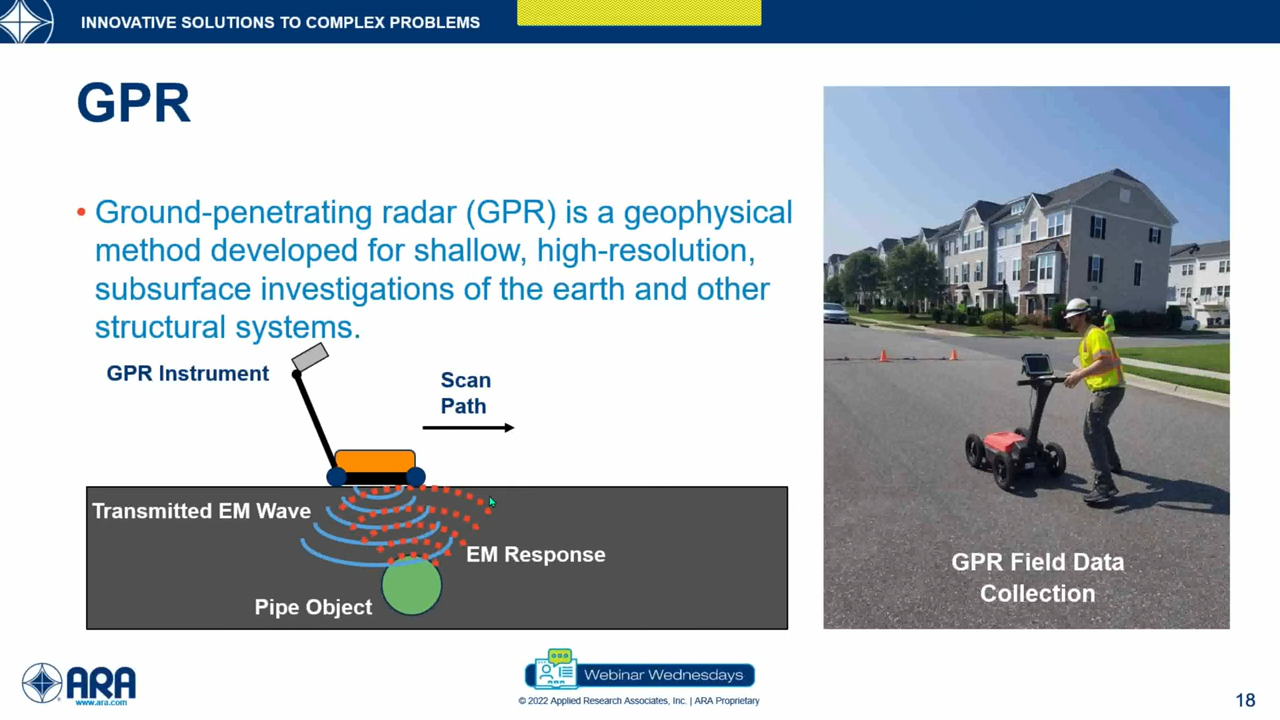 INNOVATIVE SOLUTIONS TO COMPLEX PROBLEMS
GPR
• Ground-penetrating radar (GPR) is a geophysical
method developed for shallow, high-resolution,
subsurface investigations of the earth and other
structural systems.
GPR Instrument
Scan
Path
Transmitted EM Wave
EM Response
Pipe Object
GPR Field Data
Collection
ARA
www.ara.com
Webinar Wednesdays
© 2022 Applied Research Associates, Inc. | ARA Proprietary
18